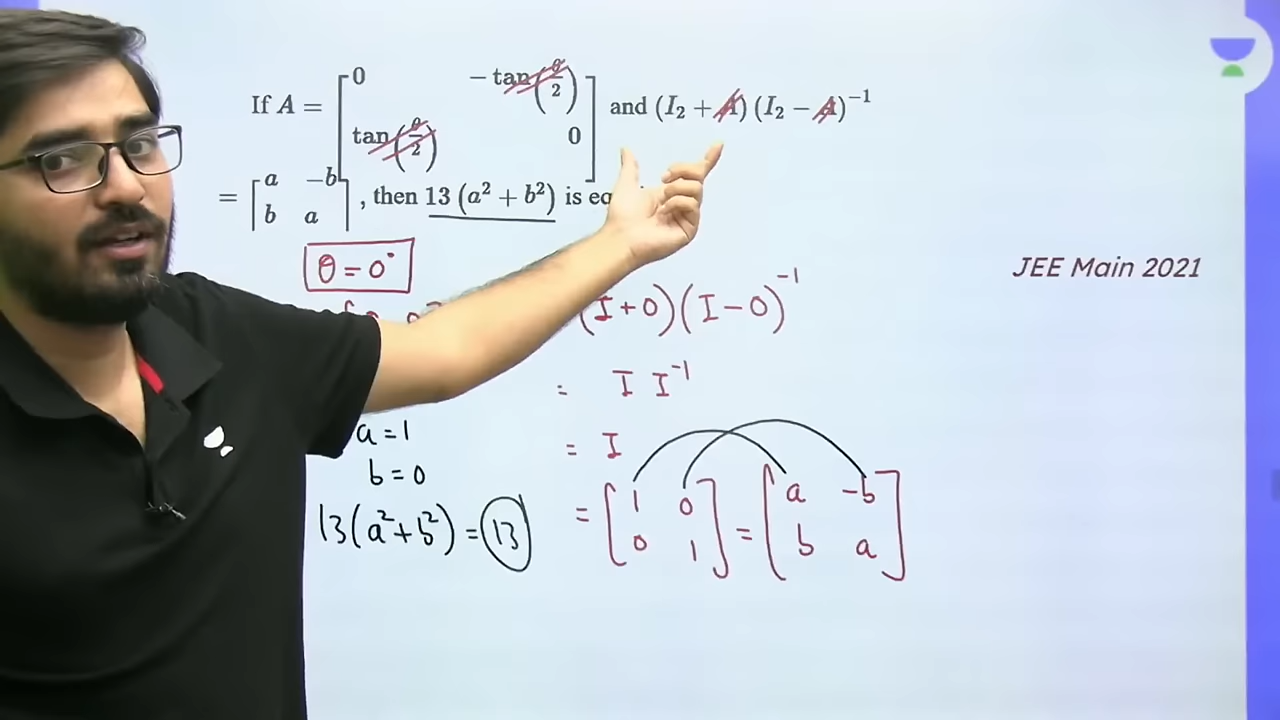 If A = [ 0 − tan(θ/2)
tan(θ/2) 0 ] and (I₂ + A) (I₂ − A)⁻¹
= [ a −b
b a ] , then 13 (a² + b²) is
θ = 0°
JEE Main 2021
(I+0)(I−0)⁻¹
= I I⁻¹
a = 1
= I
b = 0
= [ 1 0
0 1 ] = [ a −b
b a ]
13(a²+b²) = 13